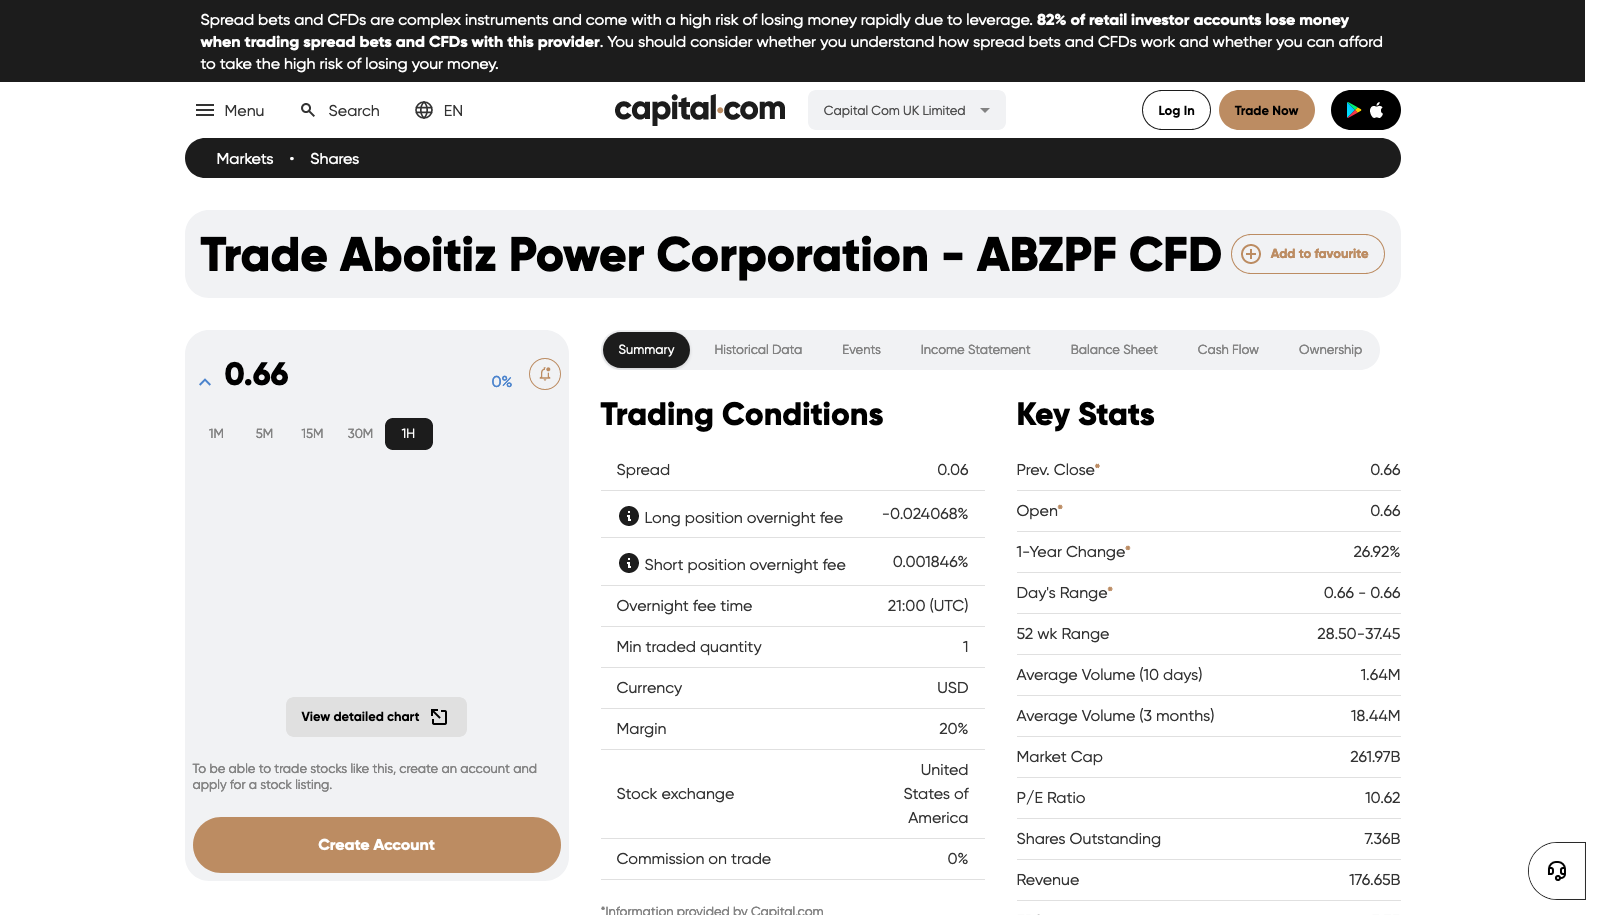 Spread bets and CFDs are complex instruments and come with a high risk of losing money rapidly due to leverage. 82% of retail investor accounts lose money
when trading spread bets and CFDs with this provider. You should consider whether you understand how spread bets and CFDs work and whether you can afford
to take the high risk of losing your money.
Menu
Search
EN
capital.com
Capital Com UK Limited
Log In
Trade Now
Markets • Shares
Trade Aboitiz Power Corporation - ABZPF CFD
Add to favourite
0.66
0%
1M 5M 15M 30M 1H
View detailed chart
To be able to trade stocks like this, create an account and
apply for a stock listing.
Create Account
Summary Historical Data Events Income Statement Balance Sheet Cash Flow Ownership
Trading Conditions
Spread 0.06
Long position overnight fee -0.024068%
Short position overnight fee 0.001846%
Overnight fee time 21:00 (UTC)
Min traded quantity 1
Currency USD
Margin 20%
Stock exchange United
States of
America
Commission on trade 0%
*Information provided by Capital.com
Key Stats
Prev. Close* 0.66
Open* 0.66
1-Year Change* 26.92%
Day's Range* 0.66 - 0.66
52 wk Range 28.50-37.45
Average Volume (10 days) 1.64M
Average Volume (3 months) 18.44M
Market Cap 261.97B
P/E Ratio 10.62
Shares Outstanding 7.36B
Revenue 176.65B